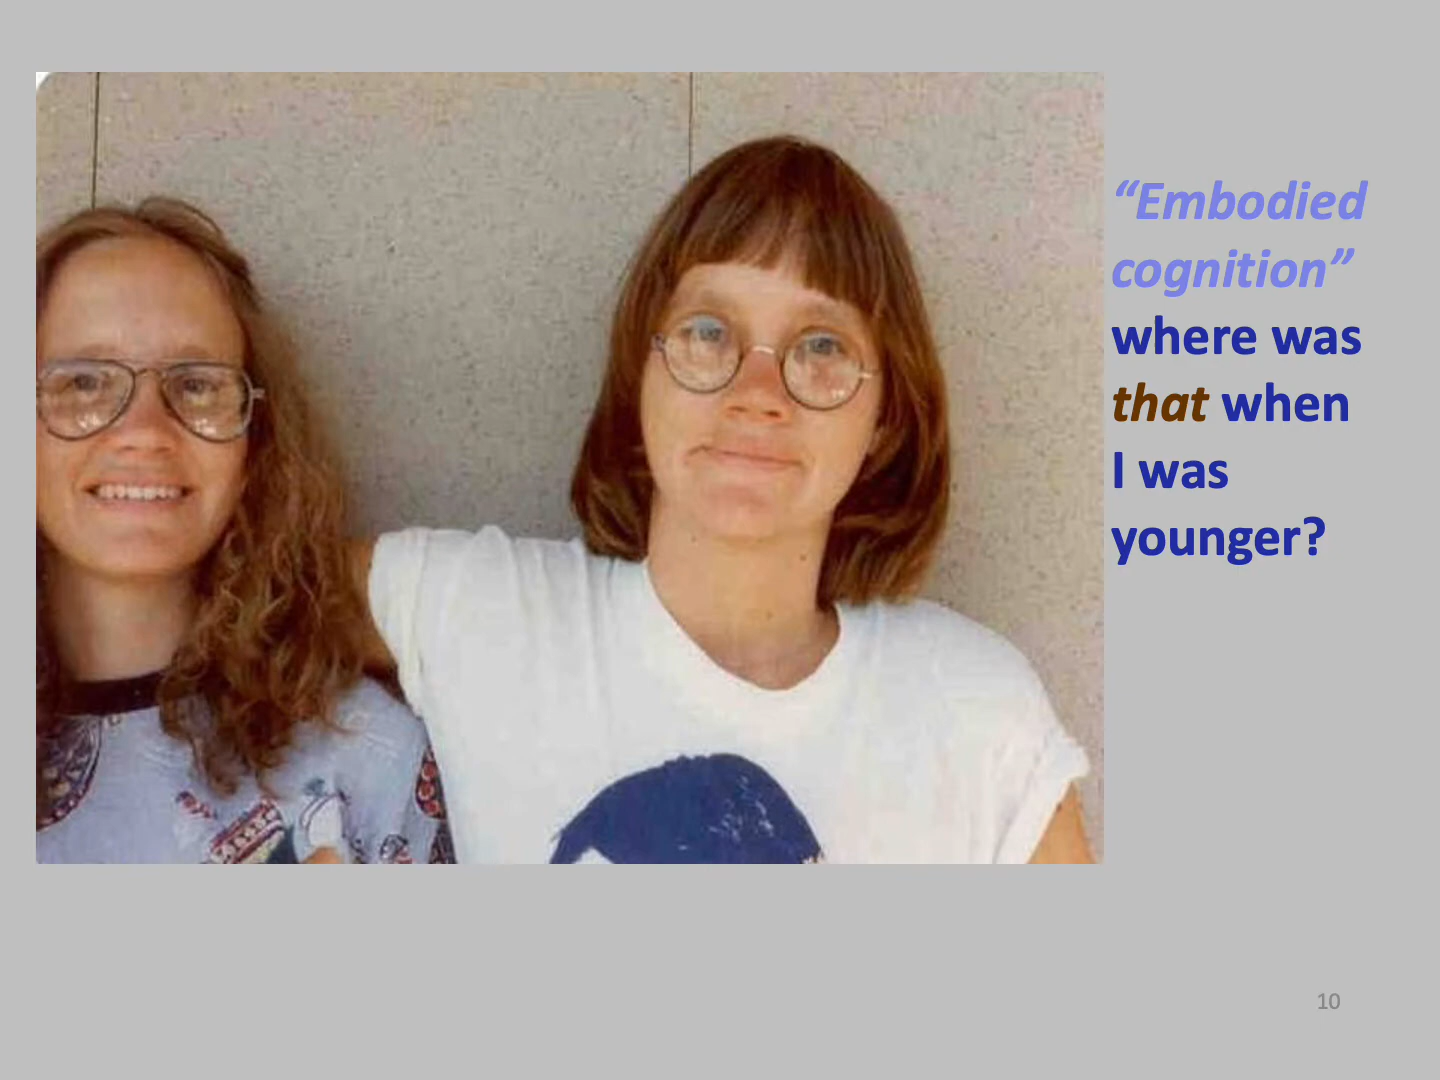 “Embodied
cognition”
where was
that when
I was
younger?
10